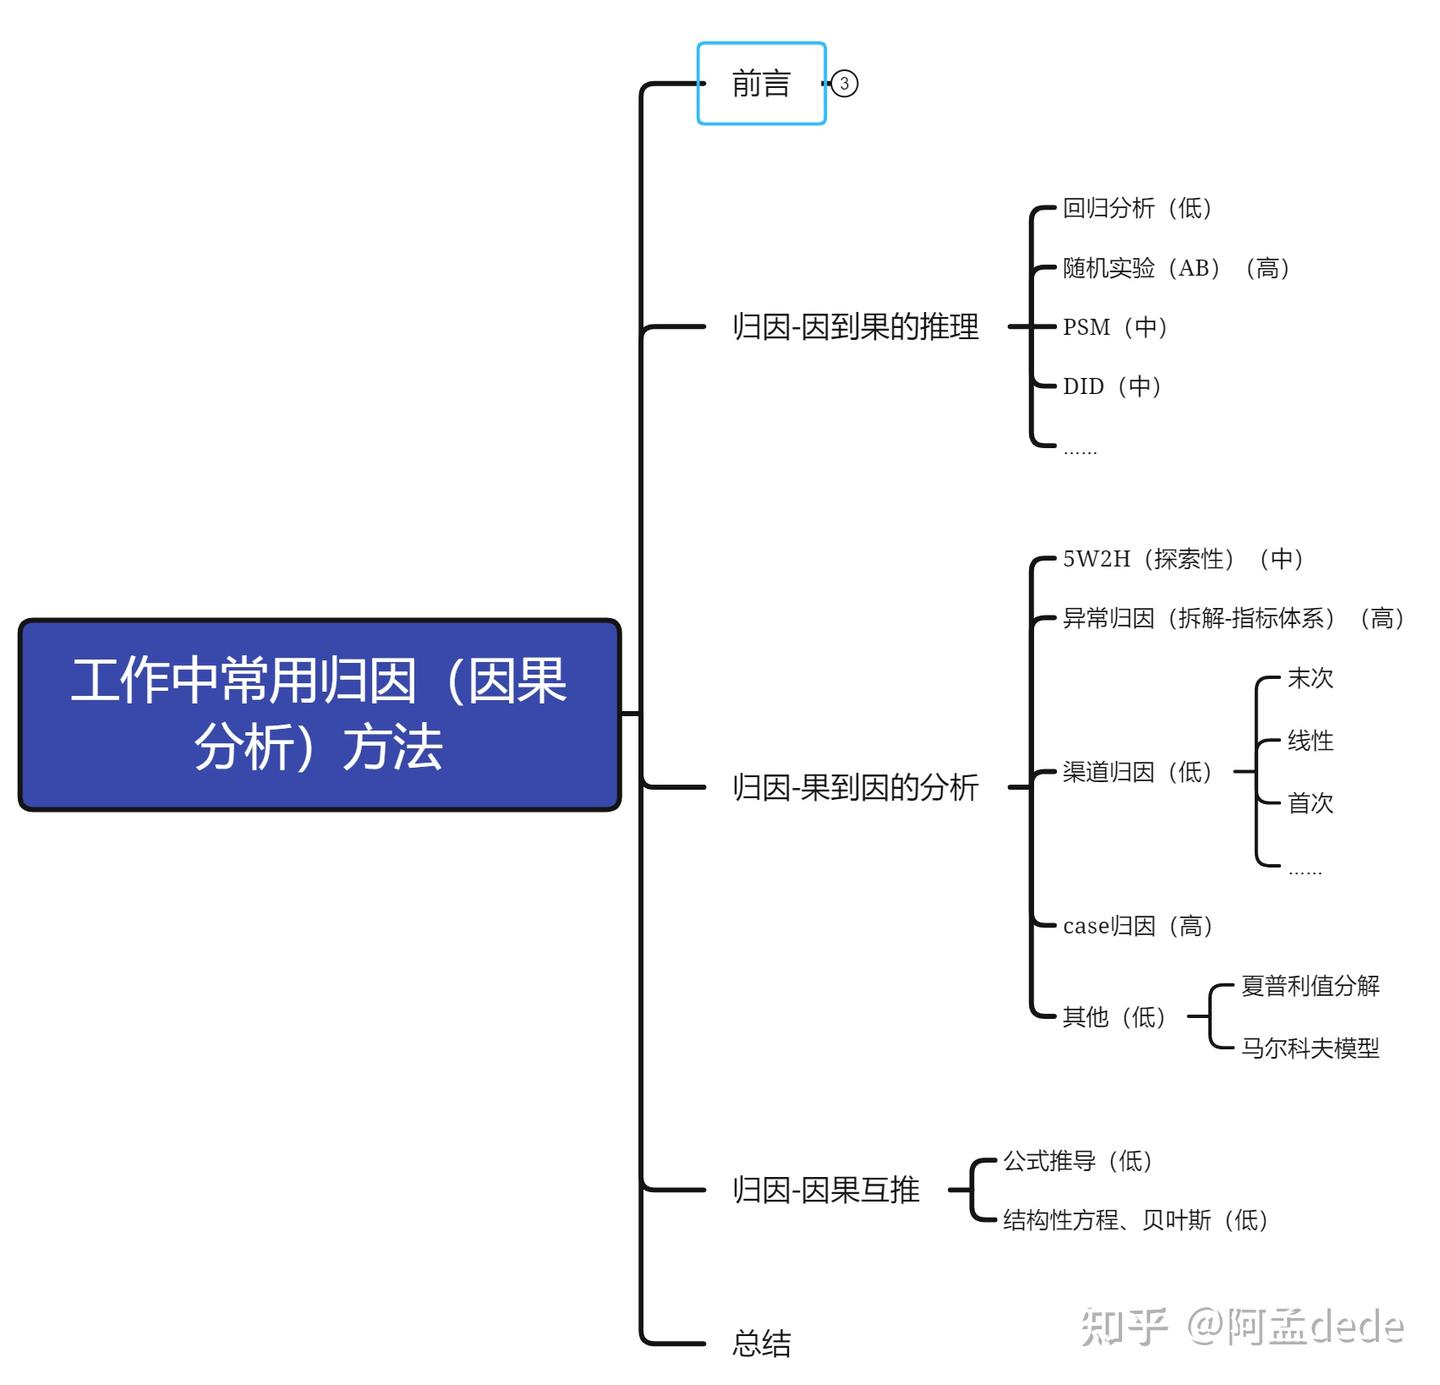 前言
3
归因-因到果的推理
回归分析（低）
随机实验（AB）（高）
PSM（中）
DID（中）
……
工作中常用归因（因果
分析）方法
归因-果到因的分析
5W2H（探索性）（中）
异常归因（拆解-指标体系）（高）
渠道归因（低）
末次
线性
首次
……
case归因（高）
其他（低）
夏普利值分解
马尔科夫模型
归因-因果互推
公式推导（低）
结构性方程、贝叶斯（低）
总结
知乎 @阿孟dede